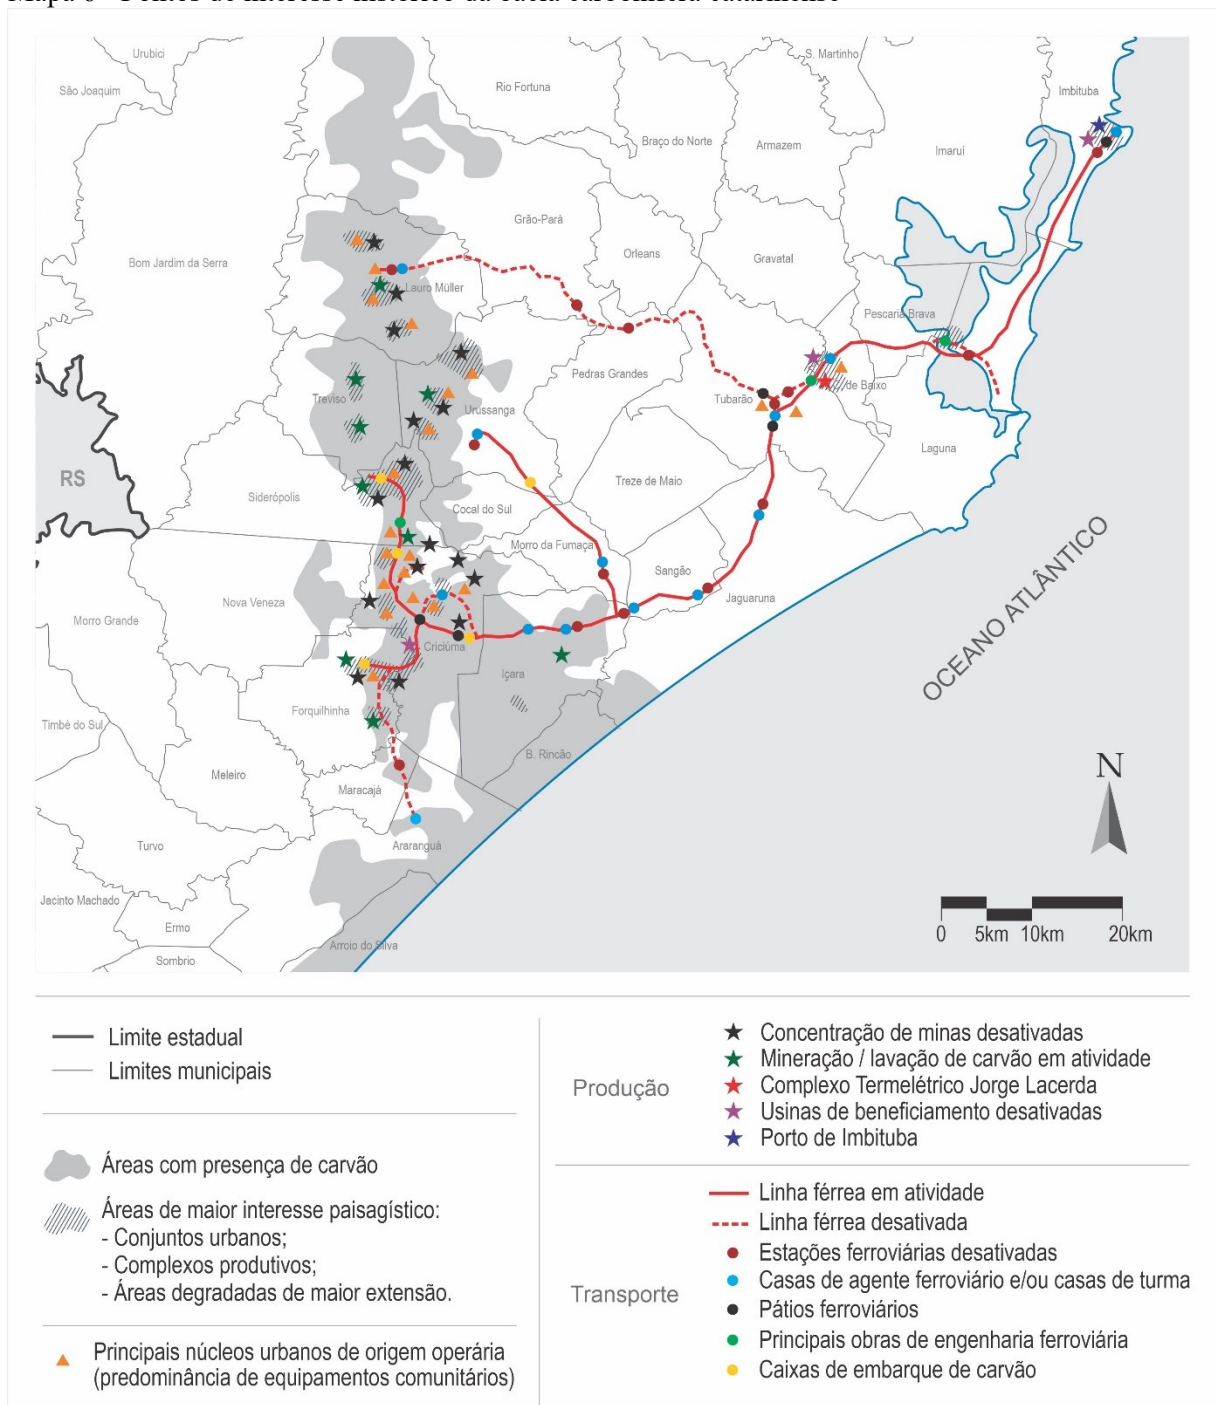 Mapa 6 - Pontos de interesse histórico da bacia carbonífera catarinense
Urubici
São Joaquim
Rio Fortuna
S. Martinho
Imbituba
Braço do Norte
Armazem
Imaruí
Grão-Pará
Orleans
Gravatal
Bom Jardim da Serra
Lauro Müller
Pescaria Brava
Pedras Grandes
Treviso
Tubarão
de Baixo
Urussanga
Laguna
RS
Siderópolis
Treze de Maio
Cocal do Sul
Morro da Fumaça
Sangão
Nova Veneza
Jaguaruna
Morro Grande
OCEANO ATLÂNTICO
Criciúma
Içara
Forquilhinha
Timbé do Sul
B. Rincão
Meleiro
Maracajá
N
Turvo
Araranguá
Jacinto Machado
Ermo
Arroio do Silva
Sombrio
0 5km 10km 20km
Limite estadual
Limites municipais
Áreas com presença de carvão
Áreas de maior interesse paisagístico:
- Conjuntos urbanos;
- Complexos produtivos;
- Áreas degradadas de maior extensão.
Principais núcleos urbanos de origem operária
(predominância de equipamentos comunitários)
Produção
Concentração de minas desativadas
Mineração / lavação de carvão em atividade
Complexo Termelétrico Jorge Lacerda
Usinas de beneficiamento desativadas
Porto de Imbituba
Transporte
Linha férrea em atividade
Linha férrea desativada
Estações ferroviárias desativadas
Casas de agente ferroviário e/ou casas de turma
Pátios ferroviários
Principais obras de engenharia ferroviária
Caixas de embarque de carvão